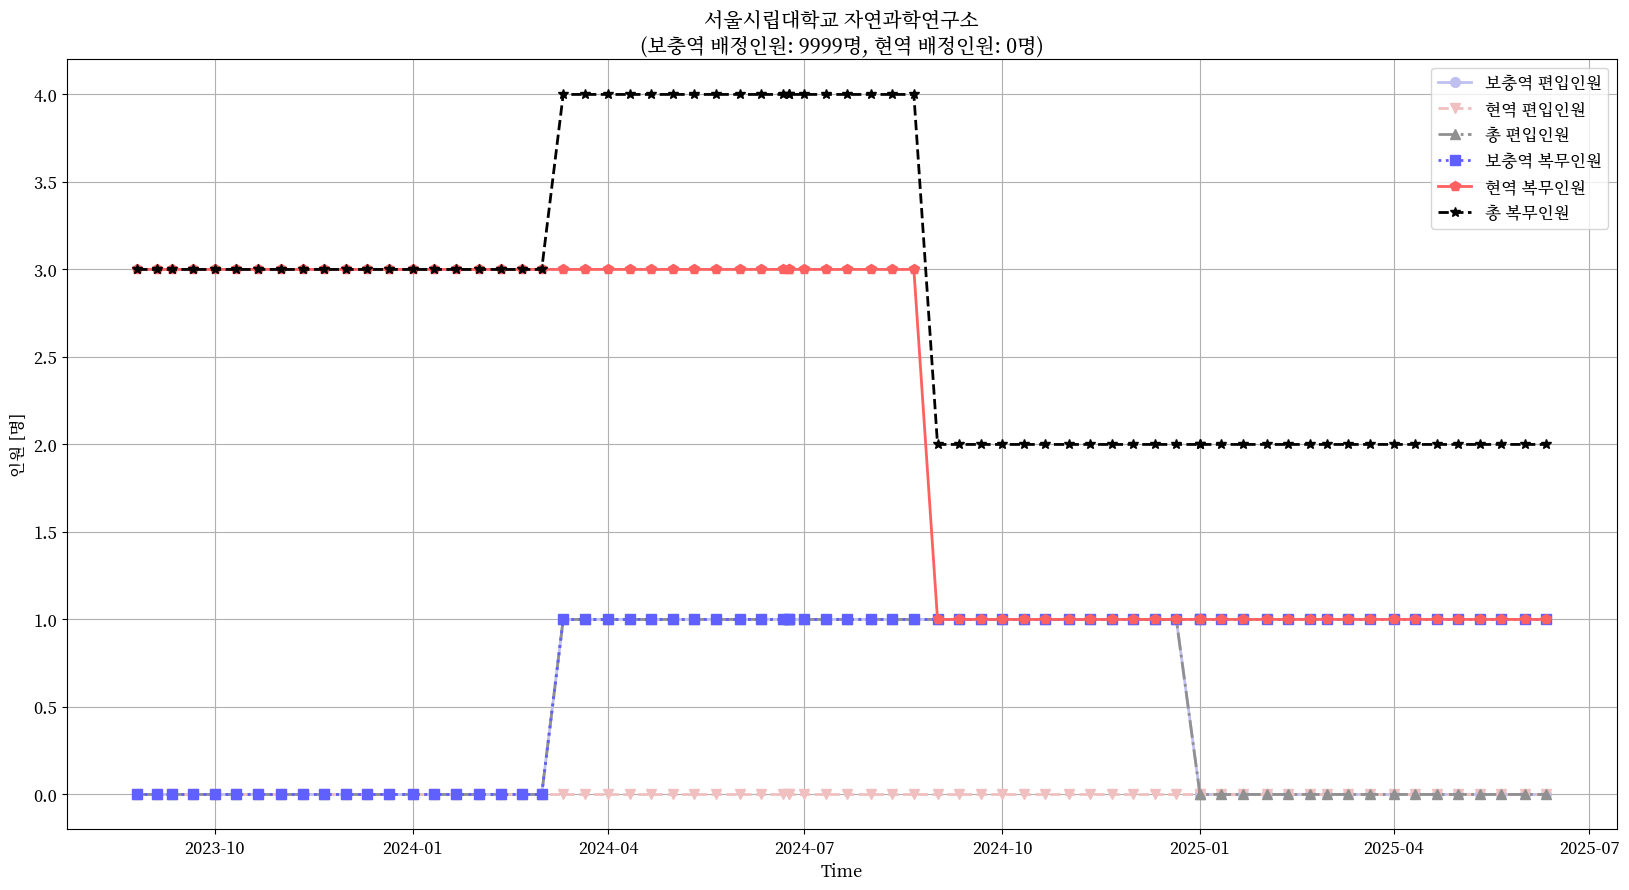 서울시립대학교 자연과학연구소
(보충역 배정인원: 9999명, 현역 배정인원: 0명)
보충역 편입인원
현역 편입인원
총 편입인원
보충역 복무인원
현역 복무인원
총 복무인원
인원 [명]
4.0
3.5
3.0
2.5
2.0
1.5
1.0
0.5
0.0
2023-10
2024-01
2024-04
2024-07
2024-10
2025-01
2025-04
2025-07
Time